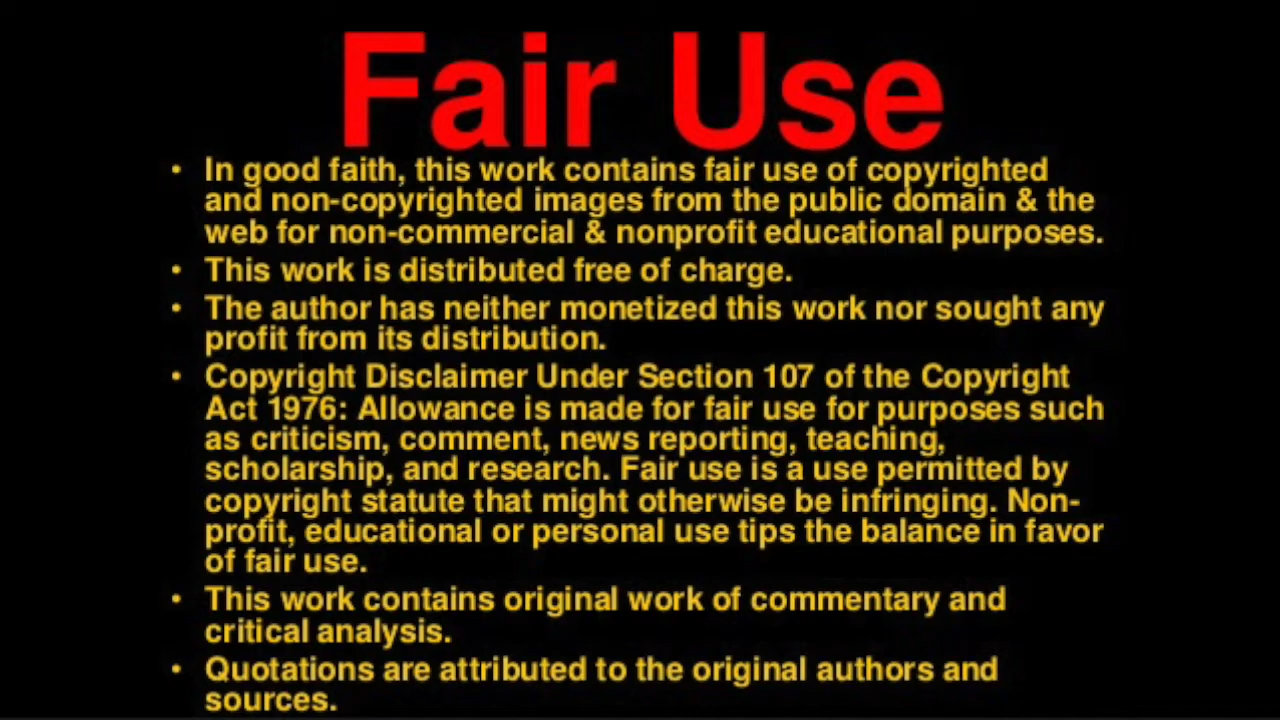 Fair Use
• In good faith, this work contains fair use of copyrighted
and non-copyrighted images from the public domain & the
web for non-commercial & nonprofit educational purposes.
• This work is distributed free of charge.
• The author has neither monetized this work nor sought any
profit from its distribution.
• Copyright Disclaimer Under Section 107 of the Copyright
Act 1976: Allowance is made for fair use for purposes such
as criticism, comment, news reporting, teaching,
scholarship, and research. Fair use is a use permitted by
copyright statute that might otherwise be infringing. Non-
profit, educational or personal use tips the balance in favor
of fair use.
• This work contains original work of commentary and
critical analysis.
• Quotations are attributed to the original authors and
sources.